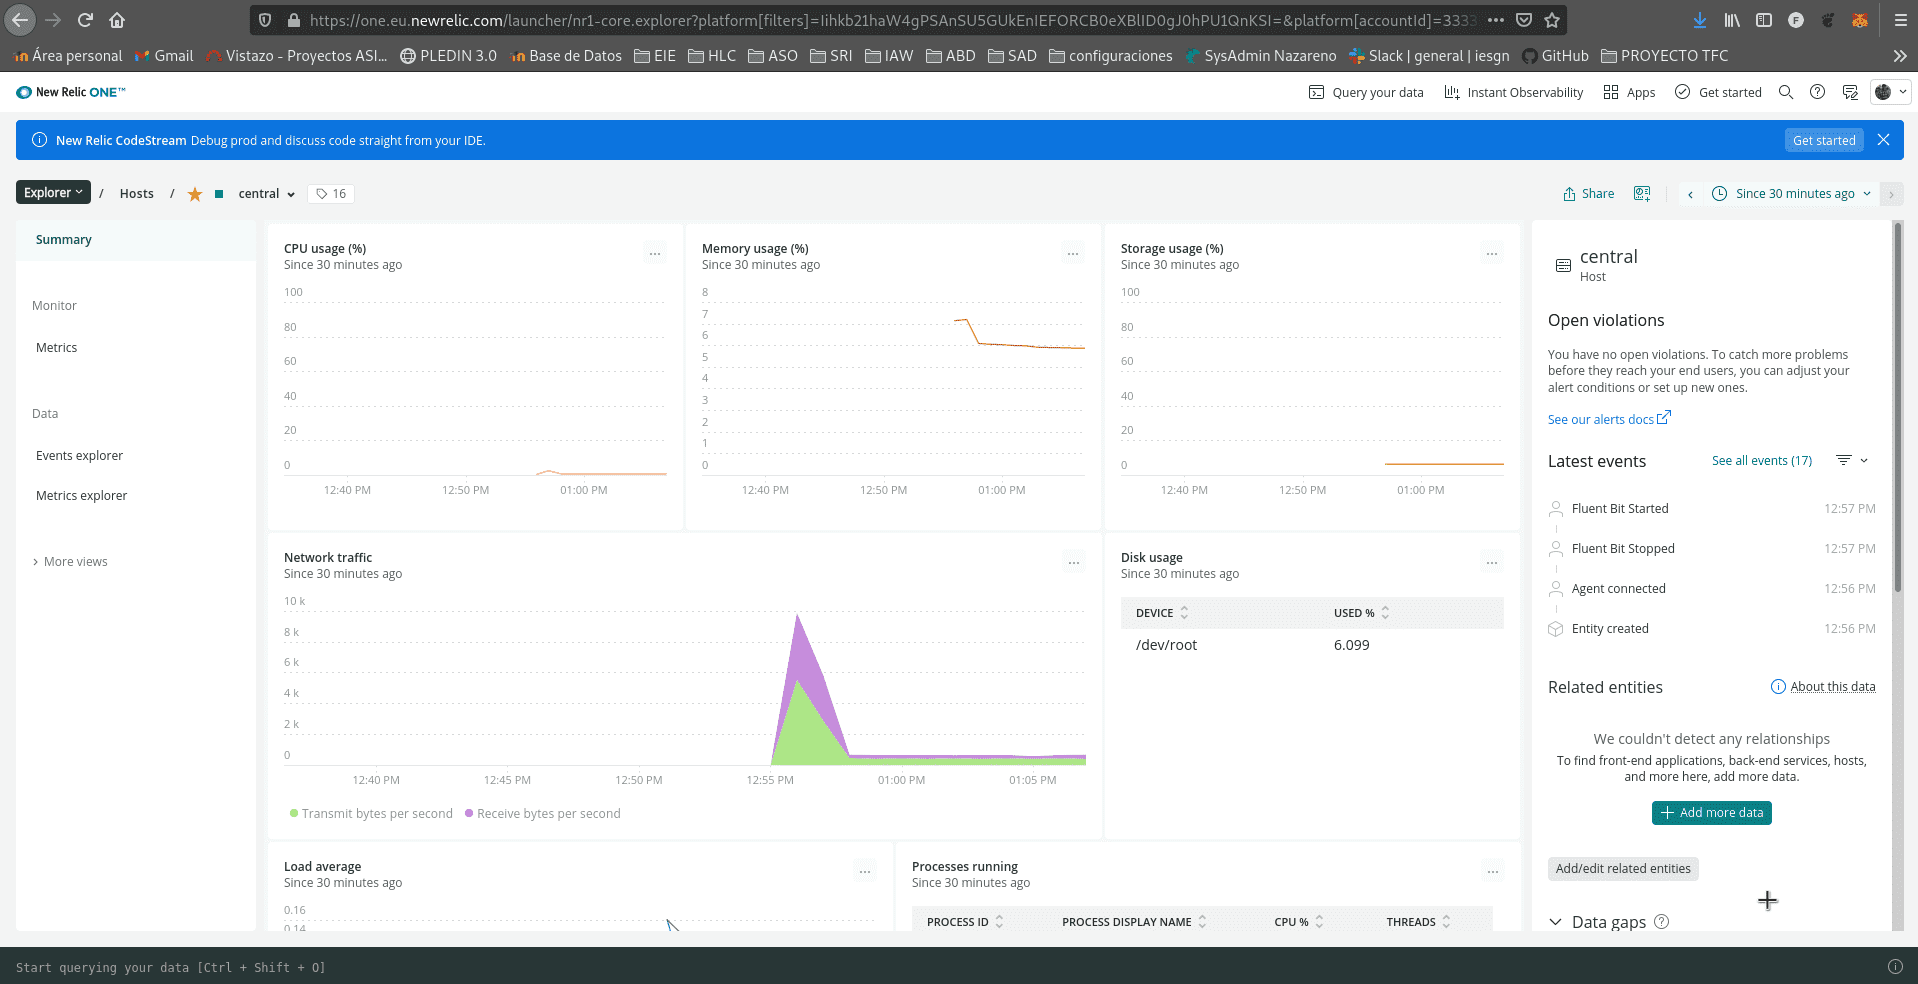 https://one.eu.newrelic.com/launcher/nr1-core.explorer?platform[filters]=Iihkb21haW4gPSAnSU5GUkEnIEFORCB0eXBlID0gJ0hPU1QnKSI=&platform[accountId]=3333
Área personal Gmail Vistazo - Proyectos ASI... PLEDIN 3.0 Base de Datos EIE HLC ASO SRI IAW ABD SAD configuraciones SysAdmin Nazareno Slack | general | iesgn GitHub PROYECTO TFC
New Relic ONE™ Query your data Instant Observability Apps Get started
New Relic CodeStream Debug prod and discuss code straight from your IDE. Get started
Explorer / Hosts / central 16 Share Since 30 minutes ago
Summary
Monitor
Metrics
Data
Events explorer
Metrics explorer
More views
CPU usage (%)
Since 30 minutes ago
...
100
80
60
40
20
0
12:40 PM 12:50 PM 01:00 PM
Memory usage (%)
Since 30 minutes ago
...
8
7
6
5
4
3
2
1
0
12:40 PM 12:50 PM 01:00 PM
Storage usage (%)
Since 30 minutes ago
...
100
80
60
40
20
0
12:40 PM 12:50 PM 01:00 PM
Network traffic
Since 30 minutes ago
...
10 k
8 k
6 k
4 k
2 k
0
12:40 PM 12:45 PM 12:50 PM 12:55 PM 01:00 PM 01:05 PM
Transmit bytes per second Receive bytes per second
Disk usage
Since 30 minutes ago
...
DEVICE USED %
/dev/root 6.099
Load average
Since 30 minutes ago
...
0.16
0.14
Processes running
Since 30 minutes ago
...
PROCESS ID PROCESS DISPLAY NAME CPU % THREADS
central
Host
Open violations
You have no open violations. To catch more problems
before they reach your end users, you can adjust your
alert conditions or set up new ones.
See our alerts docs
Latest events See all events (17)
Fluent Bit Started 12:57 PM
Fluent Bit Stopped 12:57 PM
Agent connected 12:56 PM
Entity created 12:56 PM
Related entities About this data
We couldn't detect any relationships
To find front-end applications, back-end services, hosts,
and more here, add more data.
Add more data
Add/edit related entities
Data gaps
Start querying your data [Ctrl + Shift + O]